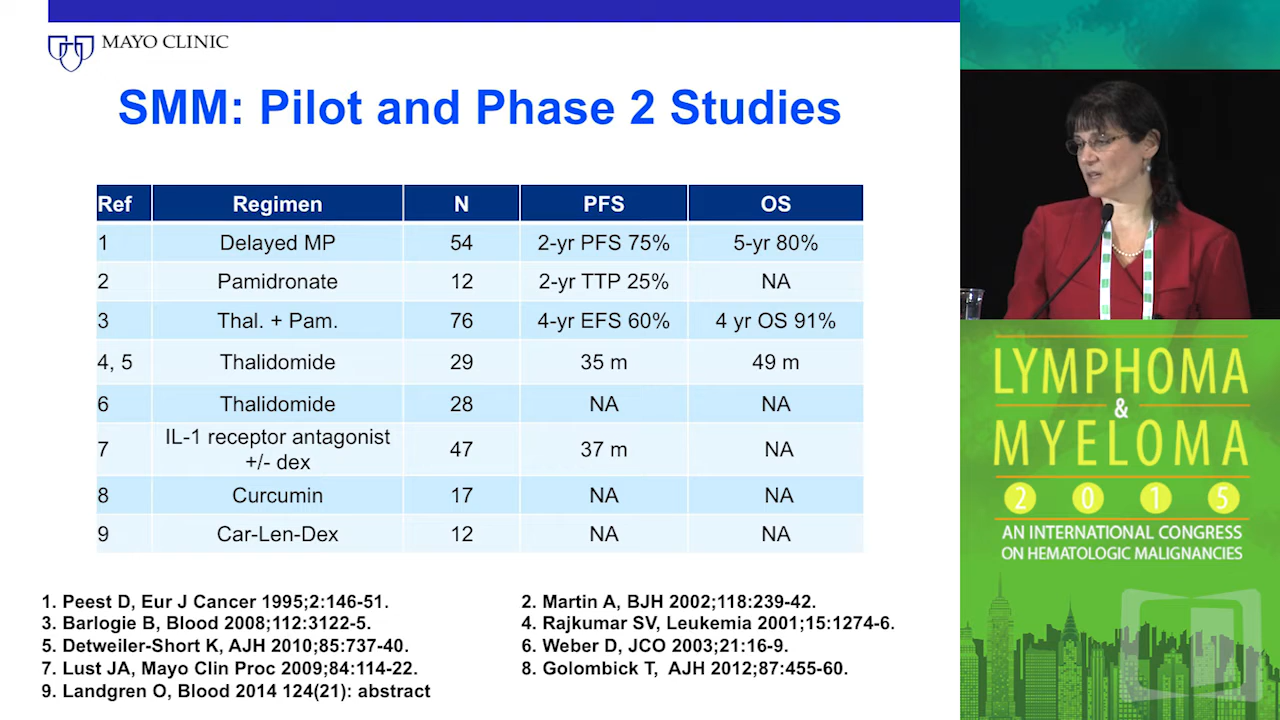 MAYO CLINIC
SMM: Pilot and Phase 2 Studies
Ref Regimen N PFS OS
1 Delayed MP 54 2-yr PFS 75% 5-yr 80%
2 Pamidronate 12 2-yr TTP 25% NA
3 Thal. + Pam. 76 4-yr EFS 60% 4 yr OS 91%
4, 5 Thalidomide 29 35 m 49 m
6 Thalidomide 28 NA NA
7 IL-1 receptor antagonist
+/- dex 47 37 m NA
8 Curcumin 17 NA NA
9 Car-Len-Dex 12 NA NA
1. Peest D, Eur J Cancer 1995;2:146-51.
2. Martin A, BJH 2002;118:239-42.
3. Barlogie B, Blood 2008;112:3122-5.
4. Rajkumar SV, Leukemia 2001;15:1274-6.
5. Detweiler-Short K, AJH 2010;85:737-40.
6. Weber D, JCO 2003;21:16-9.
7. Lust JA, Mayo Clin Proc 2009;84:114-22.
8. Golombick T, AJH 2012;87:455-60.
9. Landgren O, Blood 2014 124(21): abstract
LYMPHOMA
&
MYELOMA
2 0 1 5
AN INTERNATIONAL CONGRESS
ON HEMATOLOGIC MALIGNANCIES